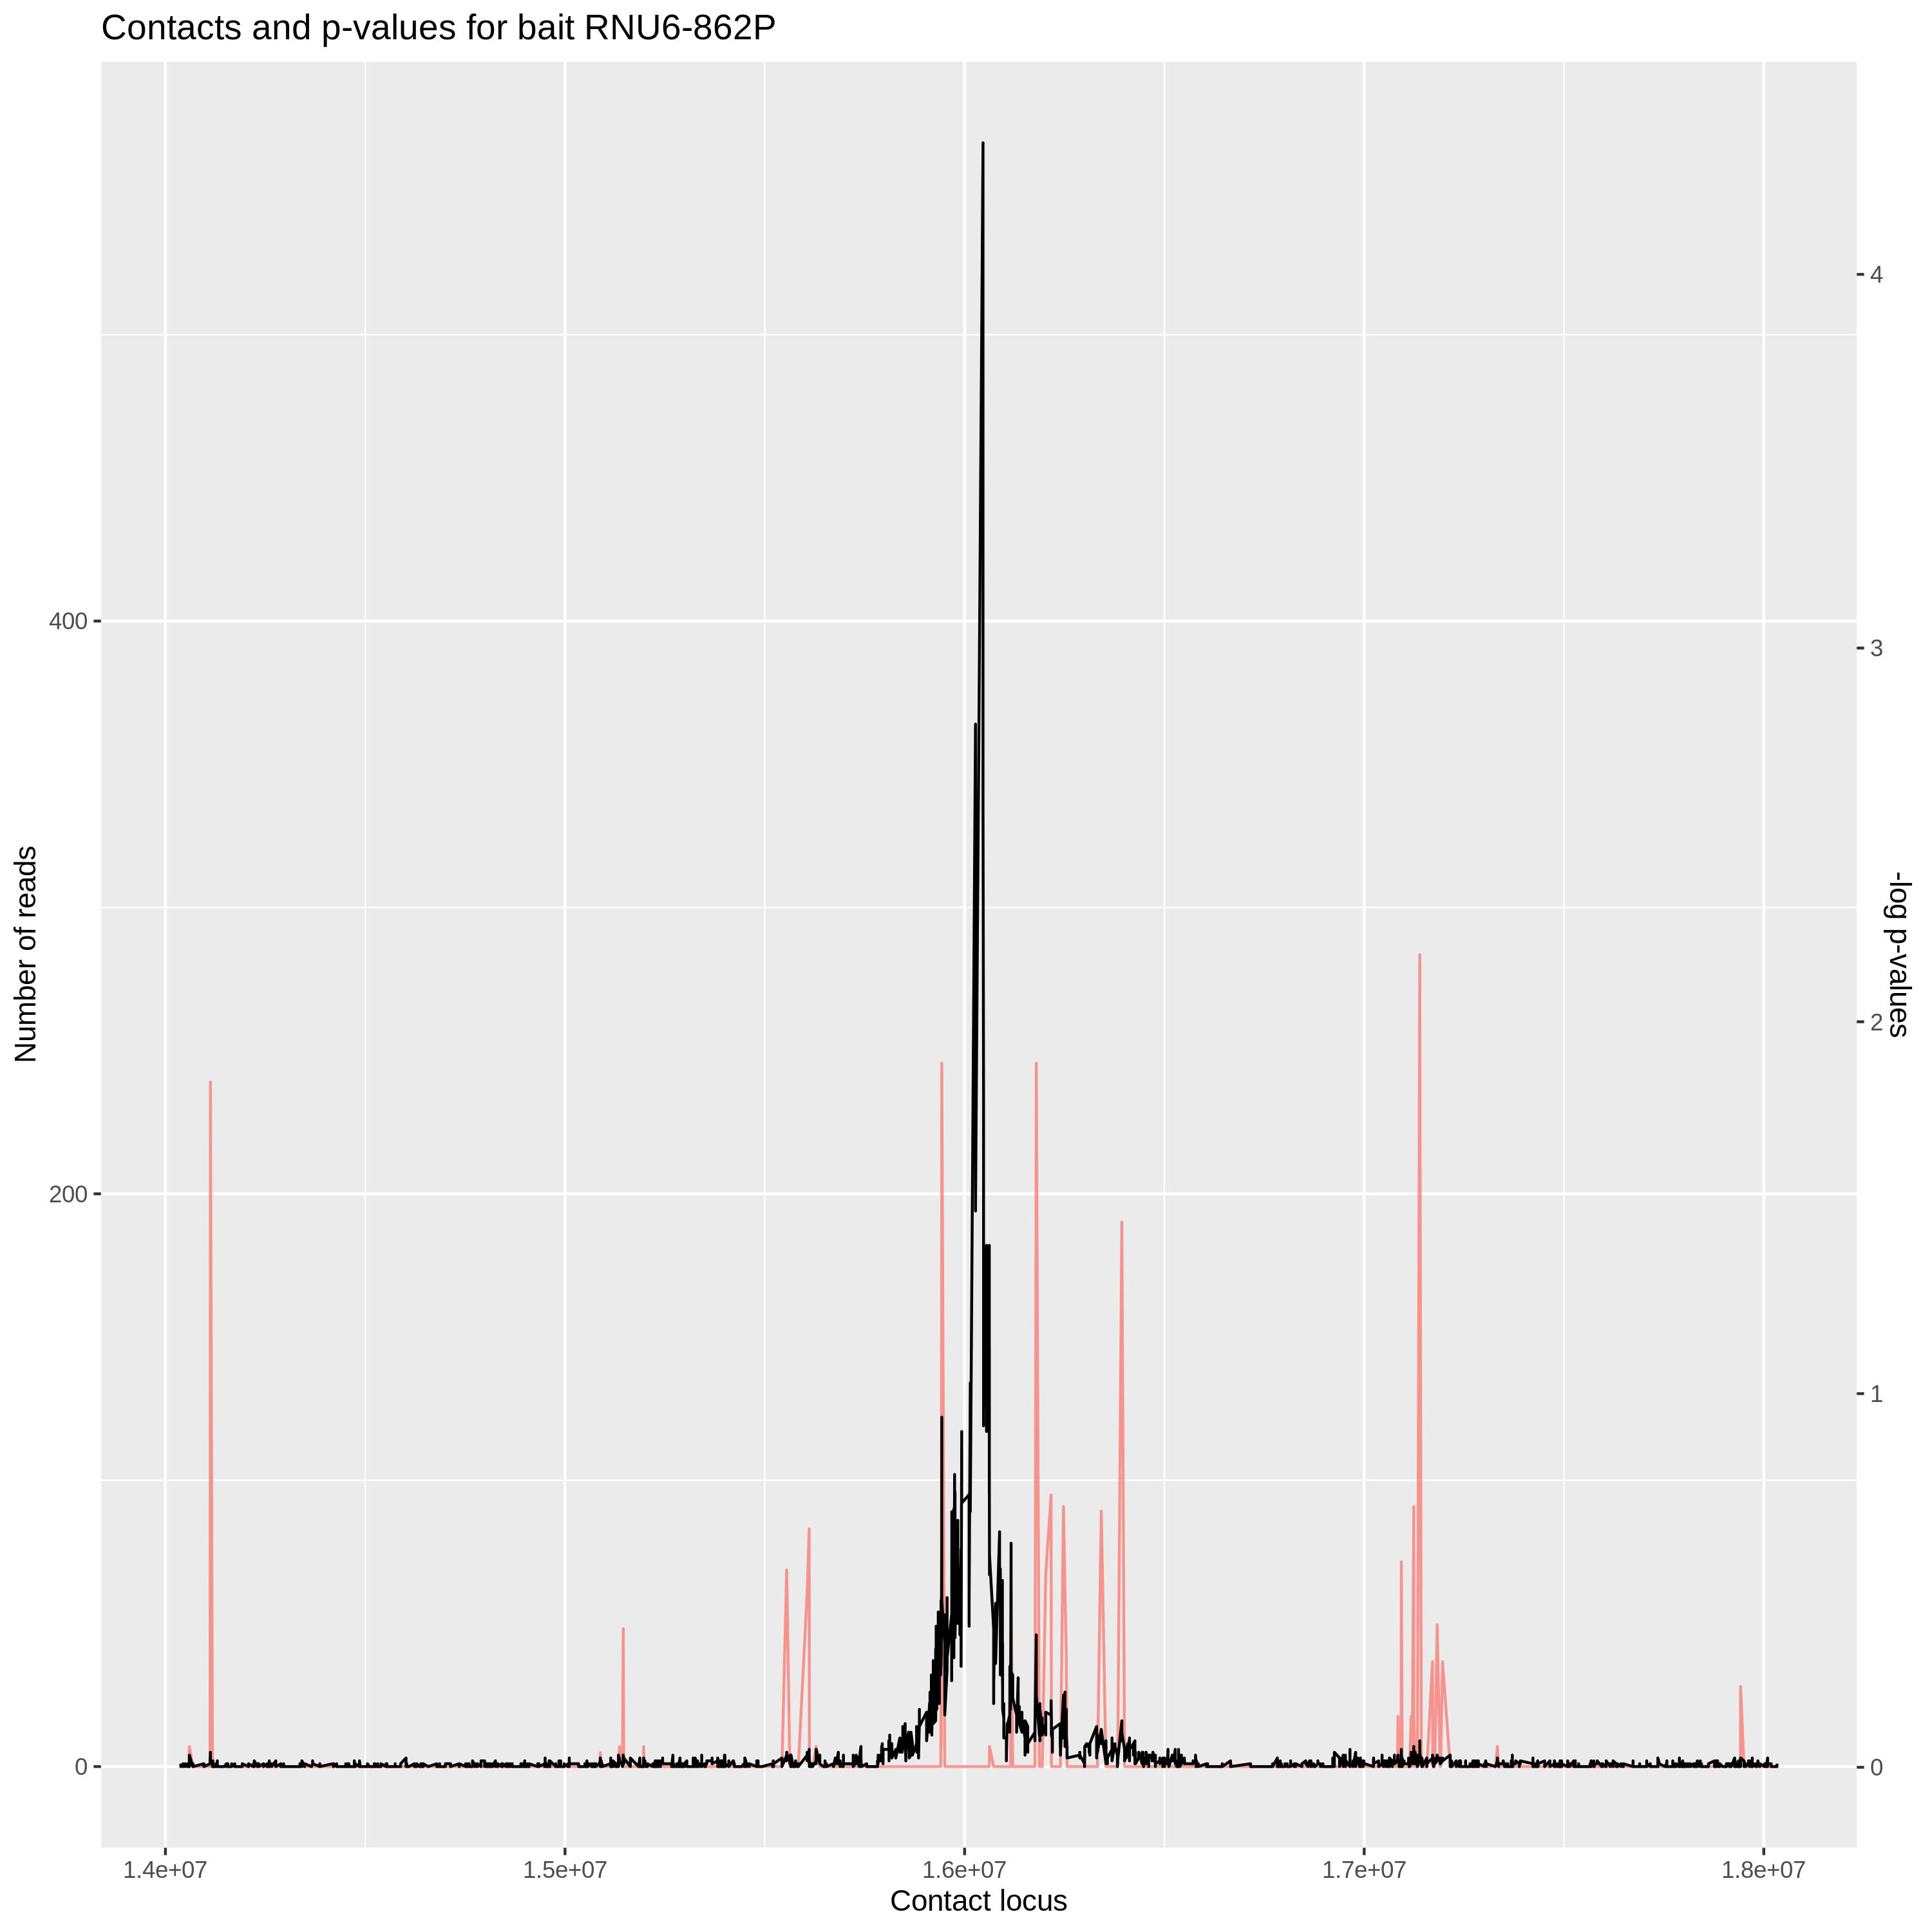 Contacts and p-values for bait RNU6-862P
Number of reads
400
200
0
4
3
2
1
0
-log p-values
1.4e+07 1.5e+07 1.6e+07 1.7e+07 1.8e+07
Contact locus